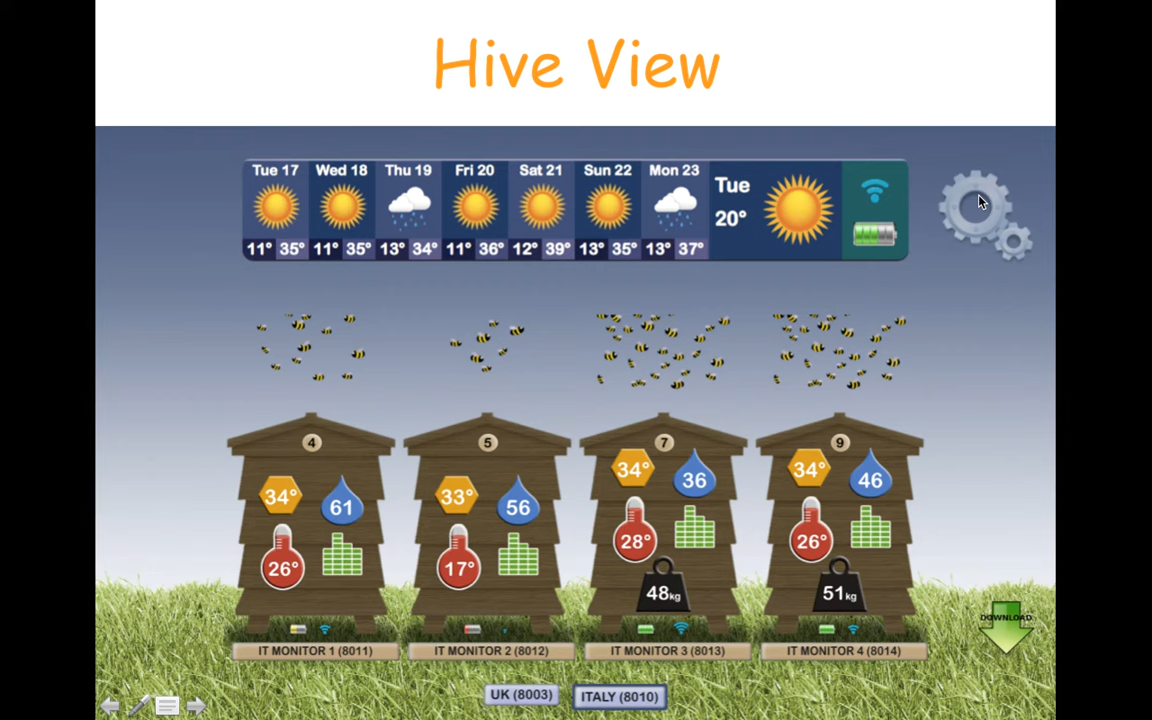 Hive View
Tue 17 Wed 18 Thu 19 Fri 20 Sat 21 Sun 22 Mon 23
Tue
20°
11° 35° 11° 35° 13° 34° 11° 36° 12° 39° 13° 35° 13° 37°
4 5 7 9
34° 61 33° 56 34° 36 34° 46
26° 17° 28° 26°
48kg 51kg
DOWNLOAD
IT MONITOR 1 (8011) IT MONITOR 2 (8012) IT MONITOR 3 (8013) IT MONITOR 4 (8014)
UK (8003) ITALY (8010)